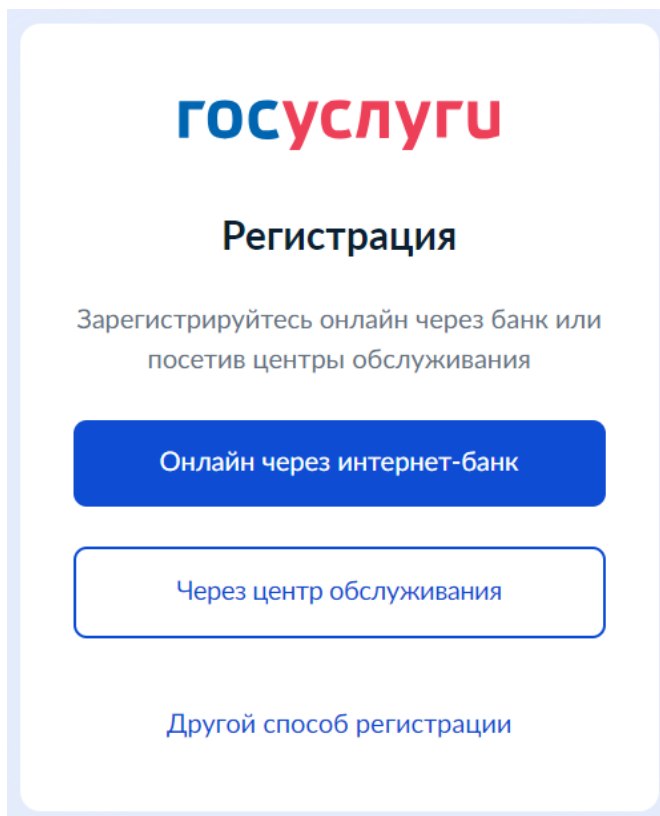 госуслуги
Регистрация
Зарегистрируйтесь онлайн через банк или
посетив центры обслуживания
Онлайн через интернет-банк
Через центр обслуживания
Другой способ регистрации